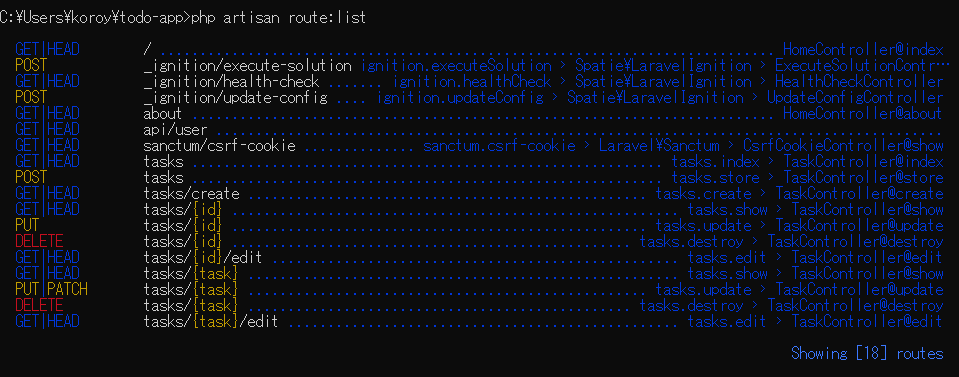 C:¥Users¥koroy¥todo-app>php artisan route:list
GET|HEAD / ........................................................................... HomeController@index
POST _ignition/execute-solution ignition.executeSolution › Spatie¥LaravelIgnition › ExecuteSolutionContr…
GET|HEAD _ignition/health-check ....... ignition.healthCheck › Spatie¥LaravelIgnition › HealthCheckController
POST _ignition/update-config ..... ignition.updateConfig › Spatie¥LaravelIgnition › UpdateConfigController
GET|HEAD about ....................................................................... HomeController@about
GET|HEAD api/user ..........................................................................................
GET|HEAD sanctum/csrf-cookie .............. sanctum.csrf-cookie › Laravel¥Sanctum › CsrfCookieController@show
GET|HEAD tasks ......................................................... tasks.index › TaskController@index
POST tasks ......................................................... tasks.store › TaskController@store
GET|HEAD tasks/create ................................................ tasks.create › TaskController@create
GET|HEAD tasks/{id} ...................................................... tasks.show › TaskController@show
PUT tasks/{id} .................................................. tasks.update › TaskController@update
DELETE tasks/{id} ................................................ tasks.destroy › TaskController@destroy
GET|HEAD tasks/{id}/edit ................................................. tasks.edit › TaskController@edit
GET|HEAD tasks/{task} .................................................... tasks.show › TaskController@show
PUT|PATCH tasks/{task} ................................................ tasks.update › TaskController@update
DELETE tasks/{task} .............................................. tasks.destroy › TaskController@destroy
GET|HEAD tasks/{task}/edit ............................................... tasks.edit › TaskController@edit
Showing [18] routes